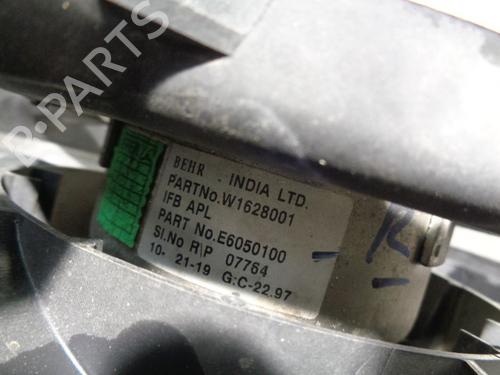 B-PARTS
BEHR INDIA LTD.
PARTNo.W1628001
IFB APL
PART No.E6050100
Sl.No R\P 07764
10- 21-19 G:C-22.97
-R-